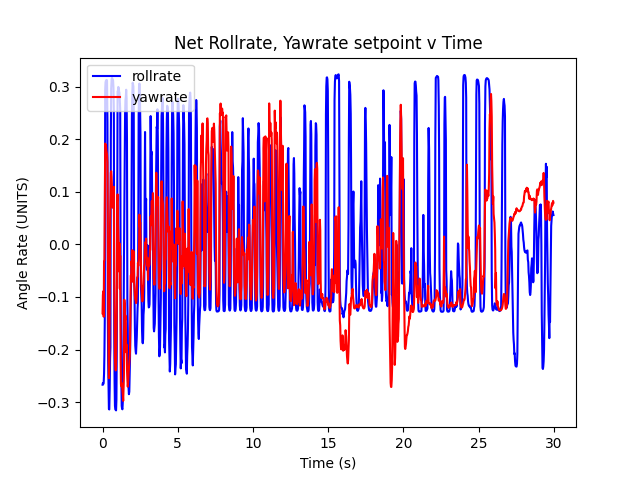 Net Rollrate, Yawrate setpoint v Time
rollrate
yawrate
Angle Rate (UNITS)
0.3
0.2
0.1
0.0
−0.1
−0.2
−0.3
0 5 10 15 20 25 30
Time (s)